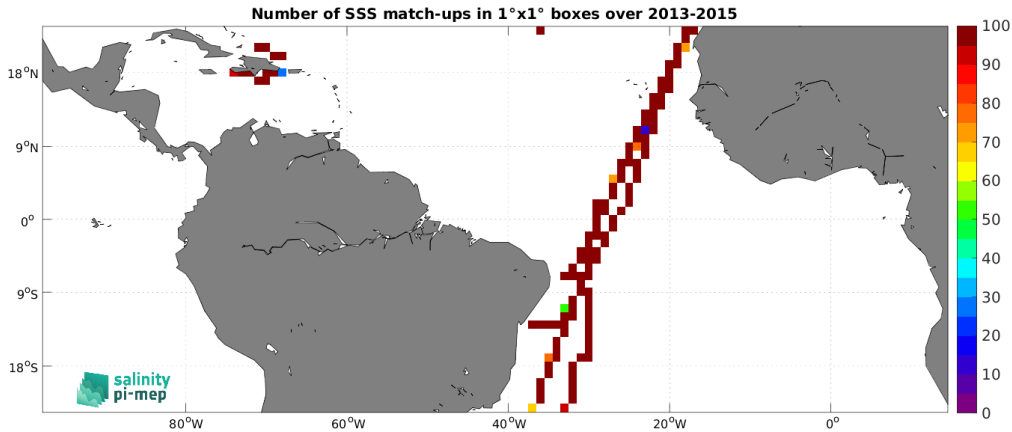 Number of SSS match-ups in 1°x1° boxes over 2013-2015
18°N
9°N
0°
9°S
18°S
80°W
60°W
40°W
20°W
0°
100
90
80
70
60
50
40
30
20
10
0
salinity
pi-mep